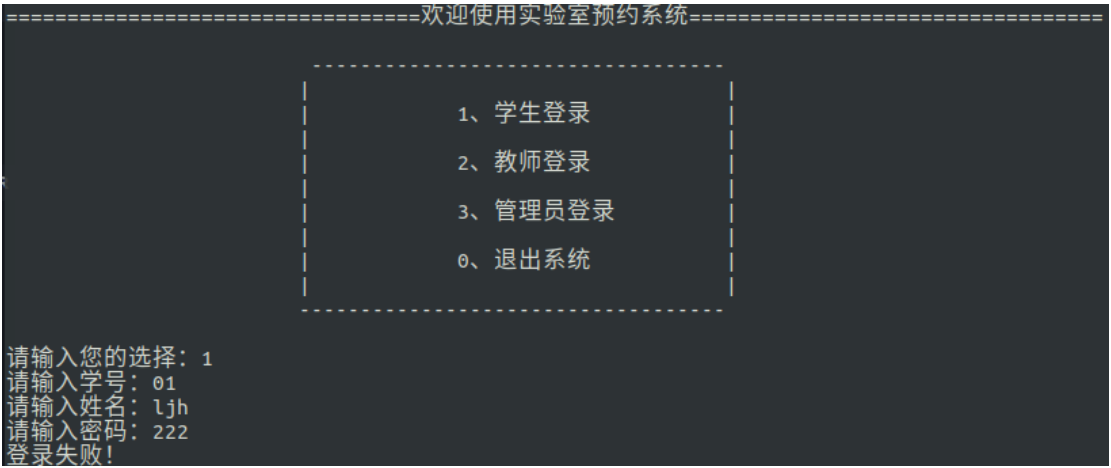 ==================================欢迎使用实验室预约系统==================================
----------------------------------
1、学生登录
2、教师登录
3、管理员登录
0、退出系统
-----------------------------------
请输入您的选择：1
请输入学号：01
请输入姓名：ljh
请输入密码：222
登录失败！